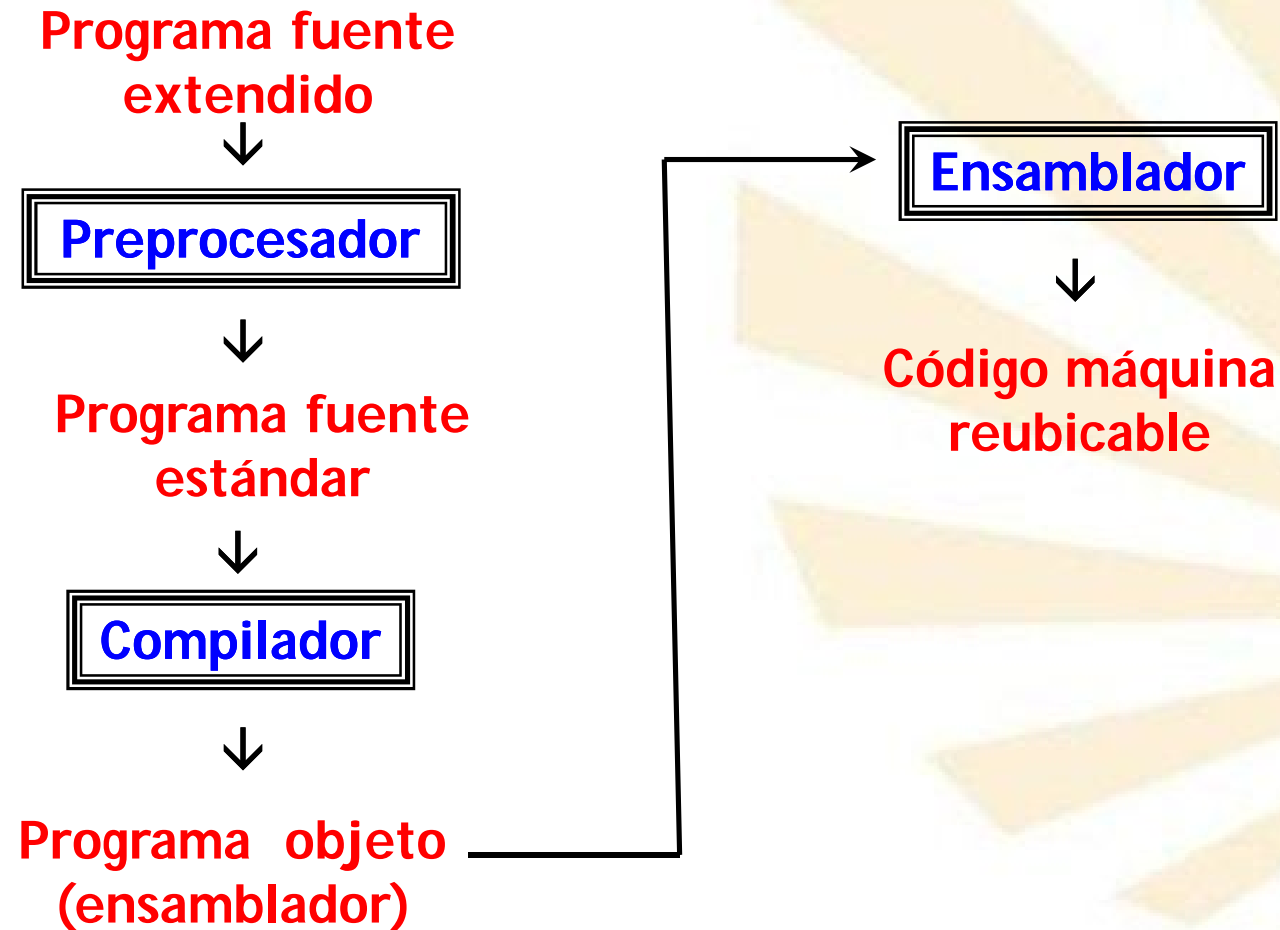 Programa fuente
extendido
Preprocesador
Programa fuente
estándar
Compilador
Programa objeto
(ensamblador)
Ensamblador
Código máquina
reubicable